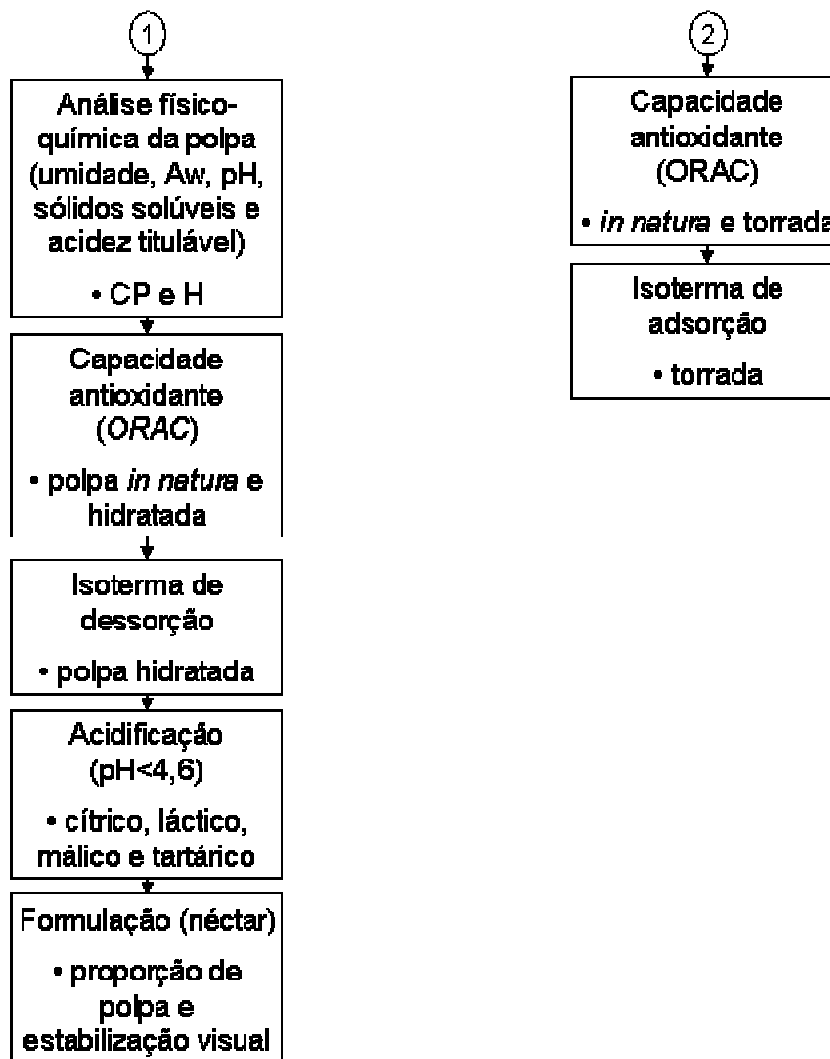 1
Análise físico-
química da polpa
(umidade, Aw, pH,
sólidos solúveis e
acidez titulável)
• CP e H
Capacidade
antioxidante
(ORAC)
• polpa in natura e
hidratada
Isoterma de
dessorção
• polpa hidratada
Acidificação
(pH<4,6)
• cítrico, láctico,
málico e tartárico
Formulação (néctar)
• proporção de
polpa e
estabilização visual
2
Capacidade
antioxidante
(ORAC)
• in natura e torrada
Isoterma de
adsorção
• torrada